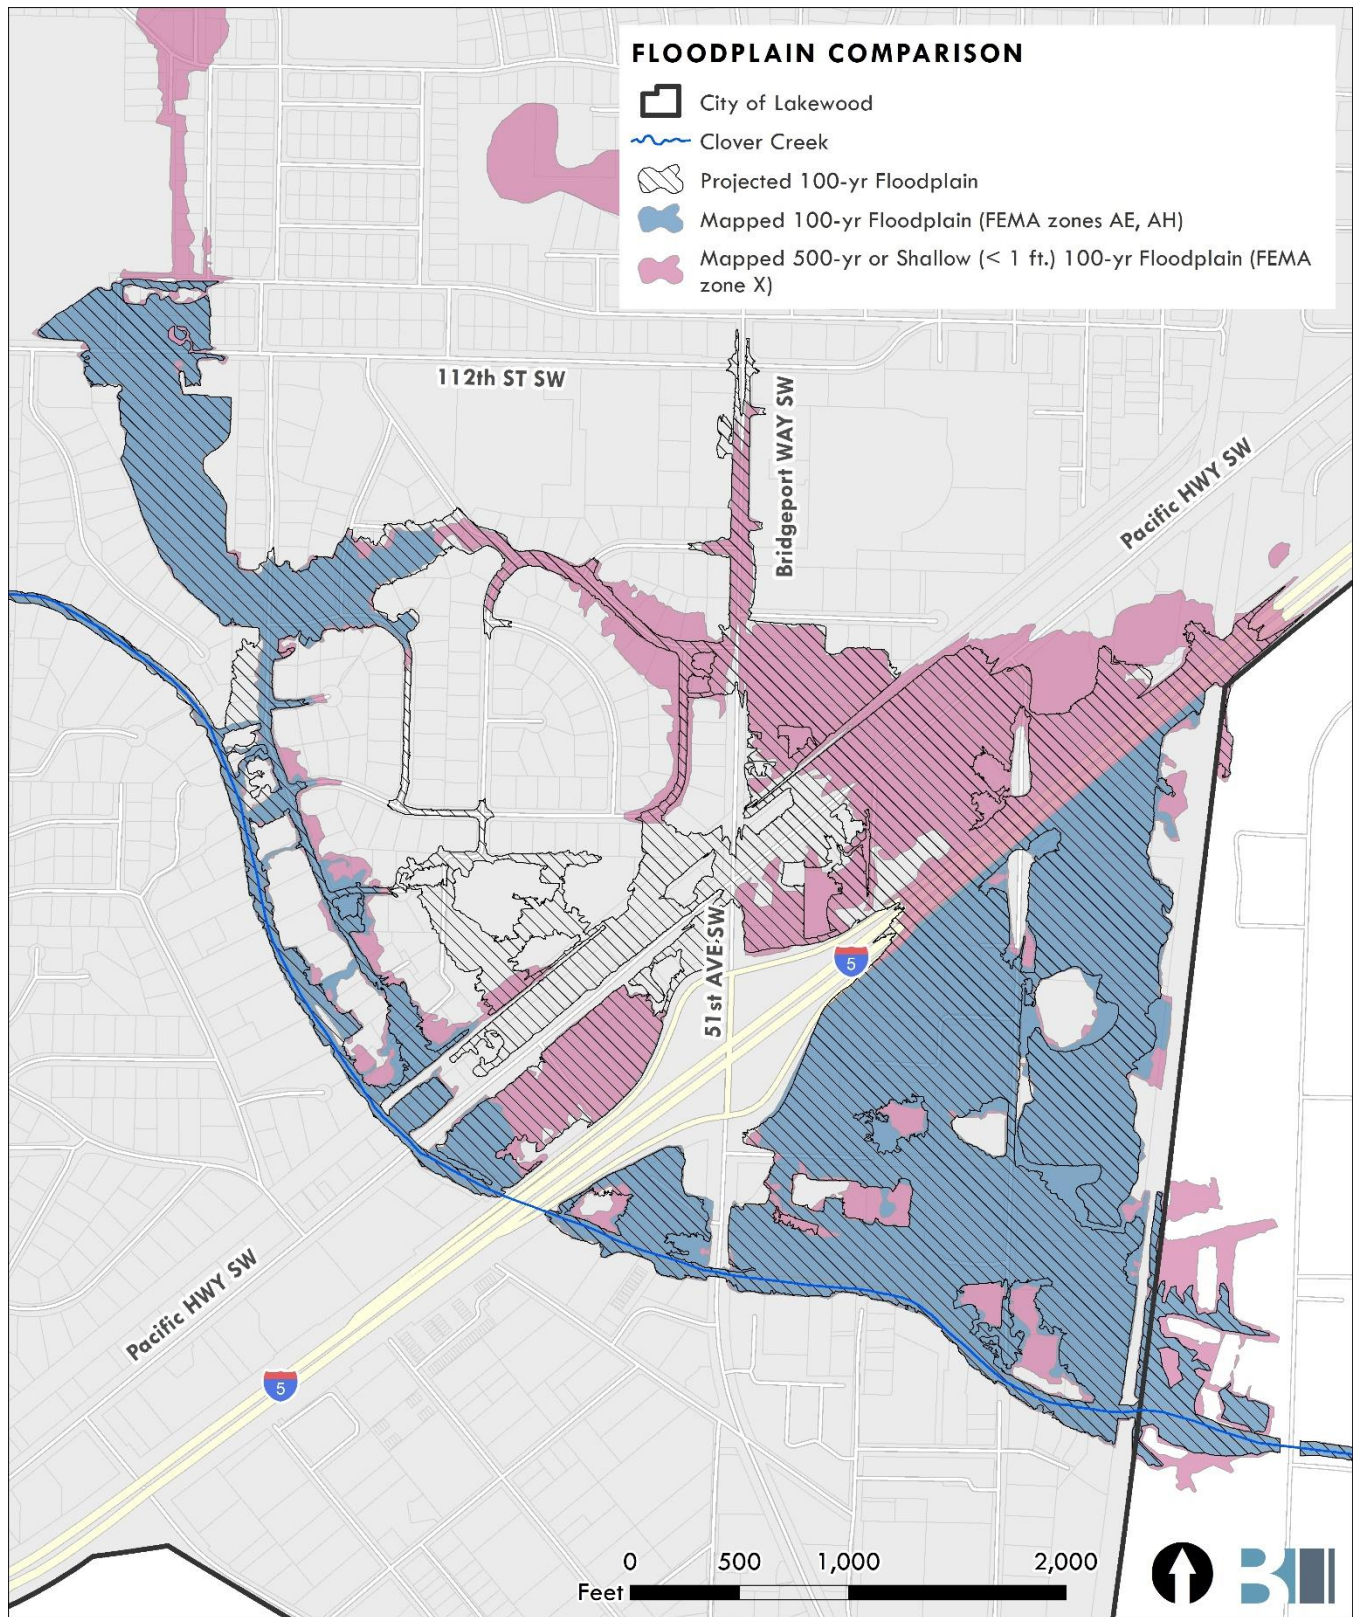 FLOODPLAIN COMPARISON
City of Lakewood
Clover Creek
Projected 100-yr Floodplain
Mapped 100-yr Floodplain (FEMA zones AE, AH)
Mapped 500-yr or Shallow (< 1 ft.) 100-yr Floodplain (FEMA
zone X)
112th ST SW
Bridgeport WAY SW
Pacific HWY SW
51st AVE SW
5
Pacific HWY SW
5
0 500 1,000 2,000
Feet